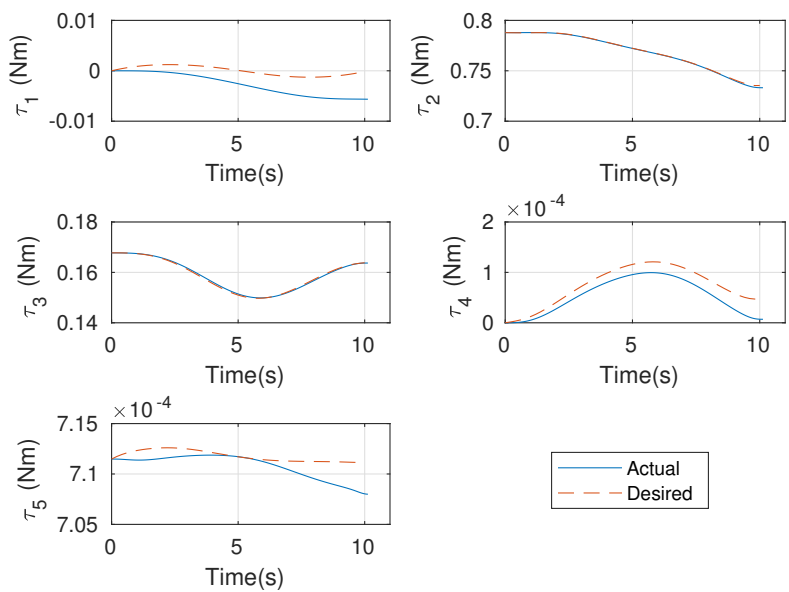 0.01
0
-0.01
τ1 (Nm)
0 5 10
Time(s)
0.8
0.75
0.7
τ2 (Nm)
0 5 10
Time(s)
0.18
0.16
0.14
τ3 (Nm)
0 5 10
Time(s)
×10-4
2
1
0
τ4 (Nm)
0 5 10
Time(s)
×10-4
7.15
7.1
7.05
τ5 (Nm)
0 5 10
Time(s)
Actual
Desired